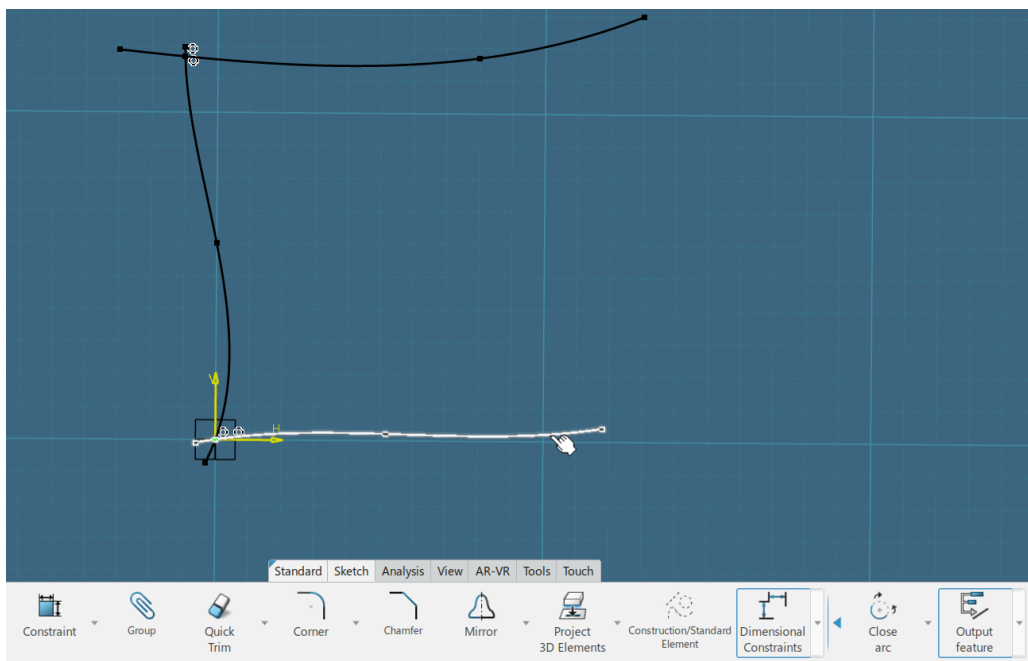 V
H
Standard Sketch Analysis View AR-VR Tools Touch
Constraint Group Quick Trim Corner Chamfer Mirror Project 3D Elements Construction/Standard Element Dimensional Constraints Close arc Output feature